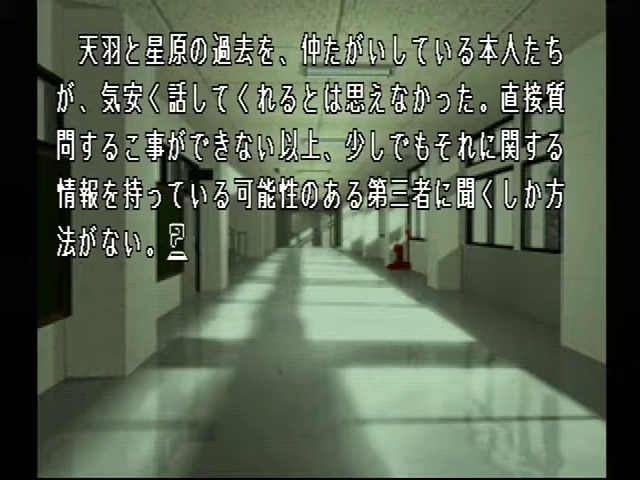 天羽と星原の過去を、仲たがいしている本人たち
が、気安く話してくれるとは思えなかった。直接質
問するこ事ができない以上、少しでもそれに関する
情報を持っている可能性のある第三者に聞くしか方
法がない。